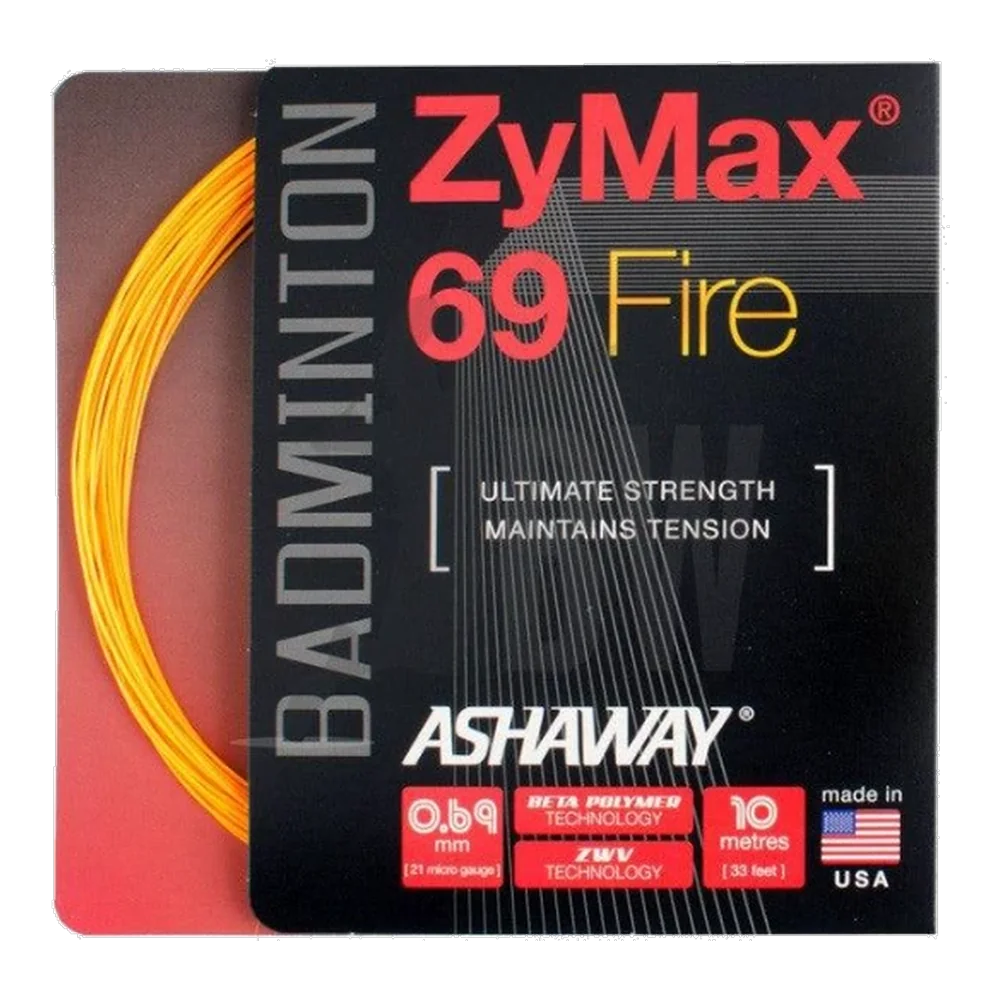 BADMINTON
ZyMax®
69 Fire
ULTIMATE STRENGTH
MAINTAINS TENSION
ASHAWAY®
0.69
mm
[ 21 micro gauge ]
BETA POLYMER
TECHNOLOGY
ZWV
TECHNOLOGY
10
metres
[ 33 feet ]
made in
USA